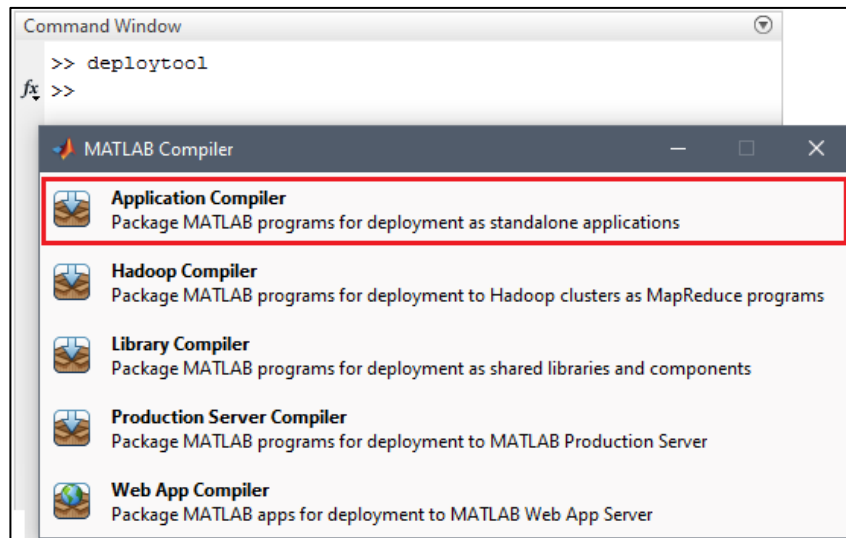 Command Window
>> deploytool
fx >>
MATLAB Compiler
Application Compiler
Package MATLAB programs for deployment as standalone applications
Hadoop Compiler
Package MATLAB programs for deployment to Hadoop clusters as MapReduce programs
Library Compiler
Package MATLAB programs for deployment as shared libraries and components
Production Server Compiler
Package MATLAB programs for deployment to MATLAB Production Server
Web App Compiler
Package MATLAB apps for deployment to MATLAB Web App Server